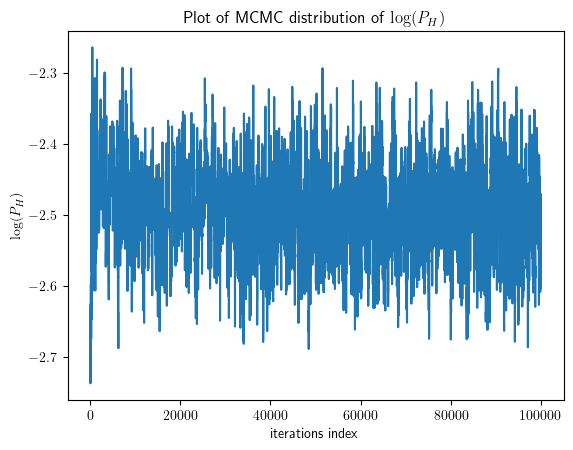 Plot of MCMC distribution of log(P_H)
log(P_H)
−2.3
−2.4
−2.5
−2.6
−2.7
0 20000 40000 60000 80000 100000
iterations index